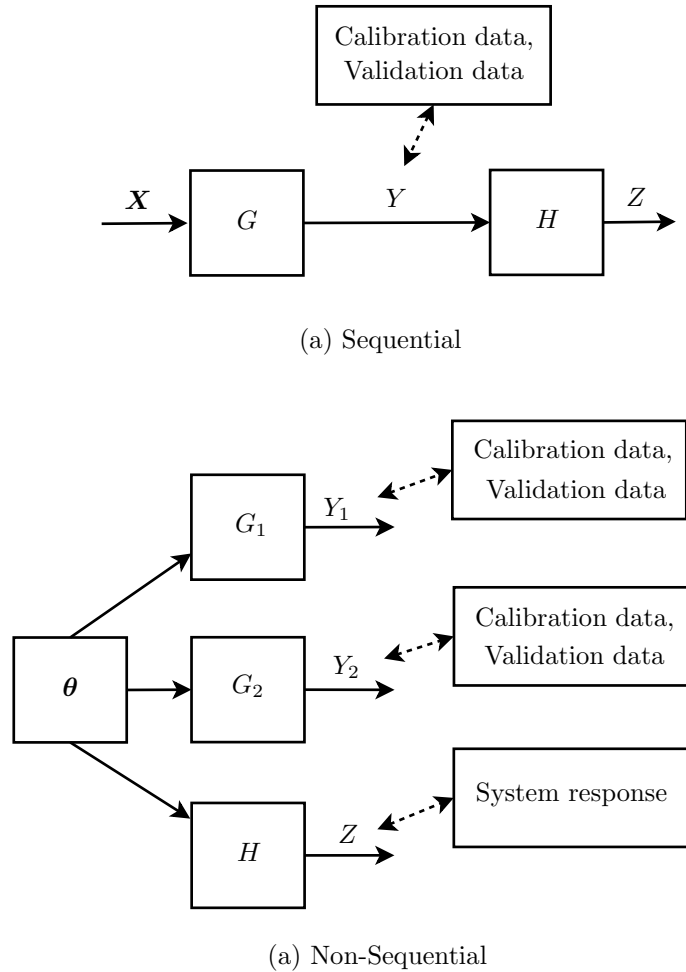 Calibration data,
Validation data
X
G
Y
H
Z
(a) Sequential
Calibration data,
Validation data
G₁
Y₁
Calibration data,
Validation data
θ
G₂
Y₂
System response
H
Z
(a) Non-Sequential